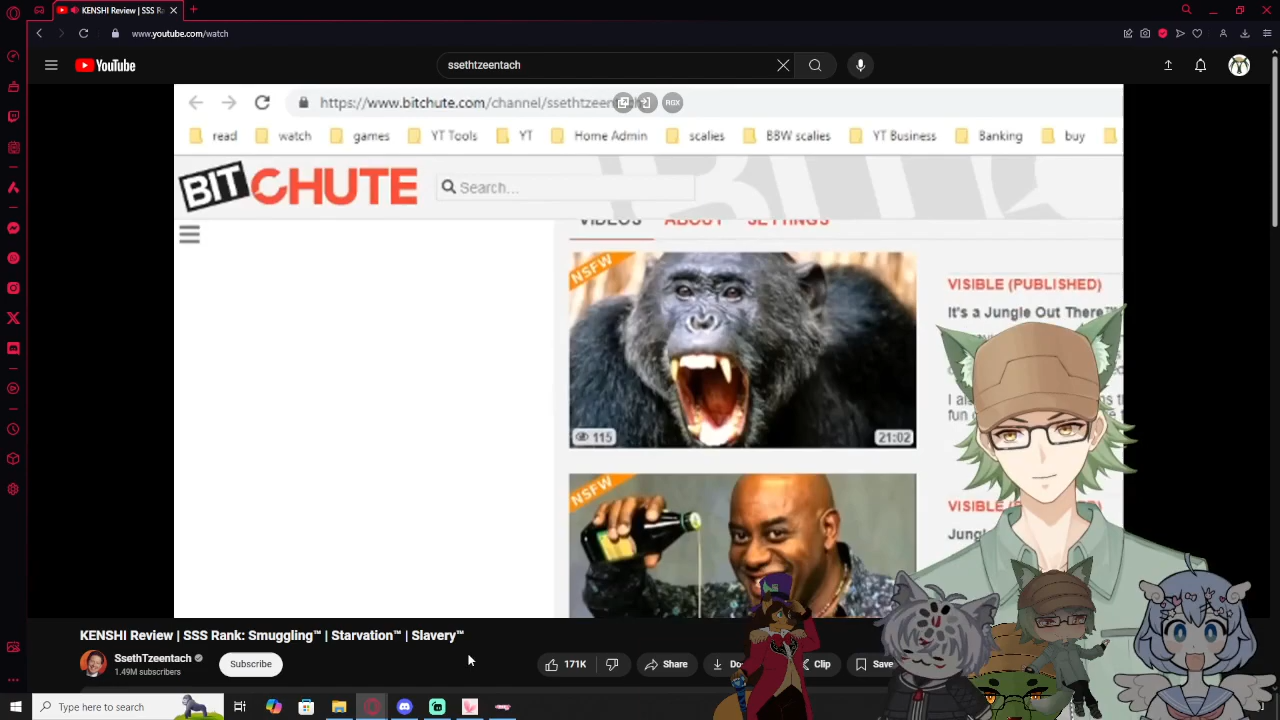 KENSHI Review | SSS Ra
www.youtube.com/watch
YouTube
ssethtzeentach
https://www.bitchute.com/channel/ssethtzeen
RGX
read
watch
games
YT Tools
YT
Home Admin
scalies
BBW scalies
YT Business
Banking
buy
BITCHUTE
Search...
VIDEOS
ABOUT
SETTINGS
NSFW
115
21:02
VISIBLE (PUBLISHED)
It's a Jungle Out There™
NSFW
KENSHI Review | SSS Rank: Smuggling™ | Starvation™ | Slavery™
SsethTzeentach
1.49M subscribers
Subscribe
171K
Share
Clip
Save
Type here to search